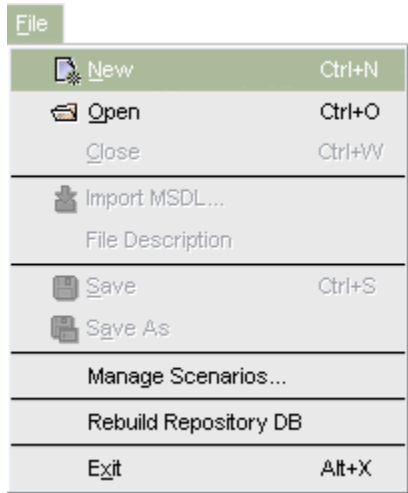 File
New Ctrl+N
Open Ctrl+O
Close Ctrl+W
Import MSDL...
File Description
Save Ctrl+S
Save As
Manage Scenarios...
Rebuild Repository DB
Exit Alt+X